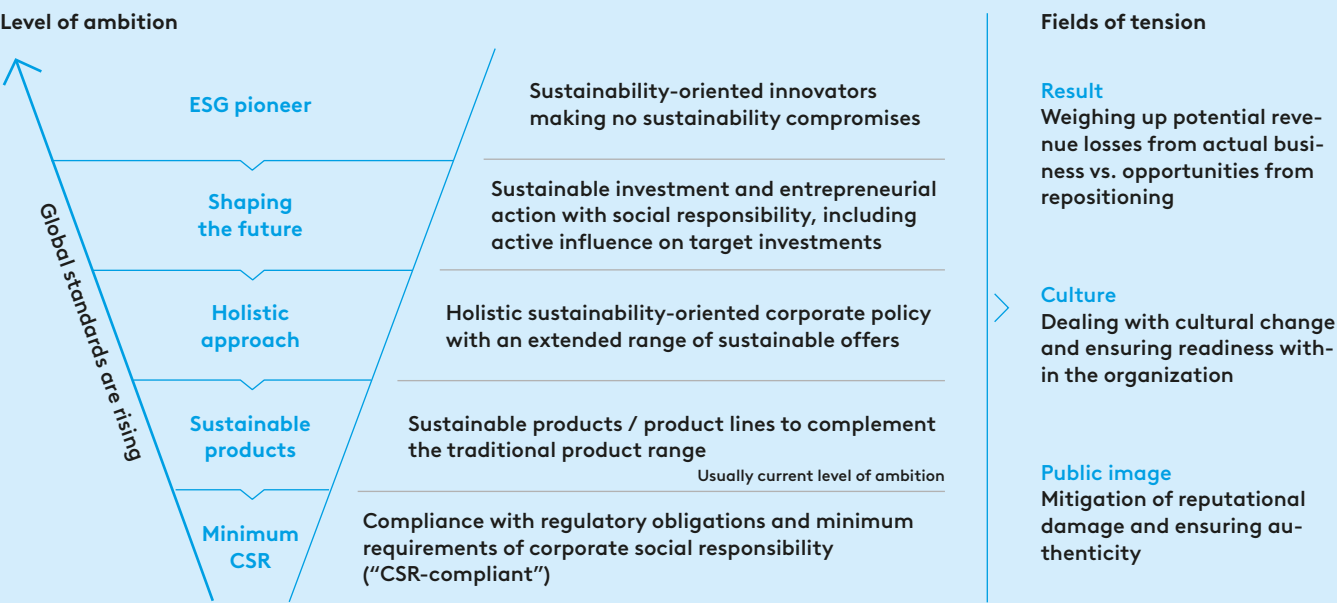 Level of ambition
Global standards are rising
ESG pioneer
Sustainability-oriented innovators
making no sustainability compromises
Shaping
the future
Sustainable investment and entrepreneurial
action with social responsibility, including
active influence on target investments
Holistic
approach
Holistic sustainability-oriented corporate policy
with an extended range of sustainable offers
Sustainable
products
Sustainable products / product lines to complement
the traditional product range
Usually current level of ambition
Minimum
CSR
Compliance with regulatory obligations and minimum
requirements of corporate social responsibility
(“CSR-compliant”)
Fields of tension
Result
Weighing up potential reve-
nue losses from actual busi-
ness vs. opportunities from
repositioning
Culture
Dealing with cultural change
and ensuring readiness with-
in the organization
Public image
Mitigation of reputational
damage and ensuring au-
thenticity